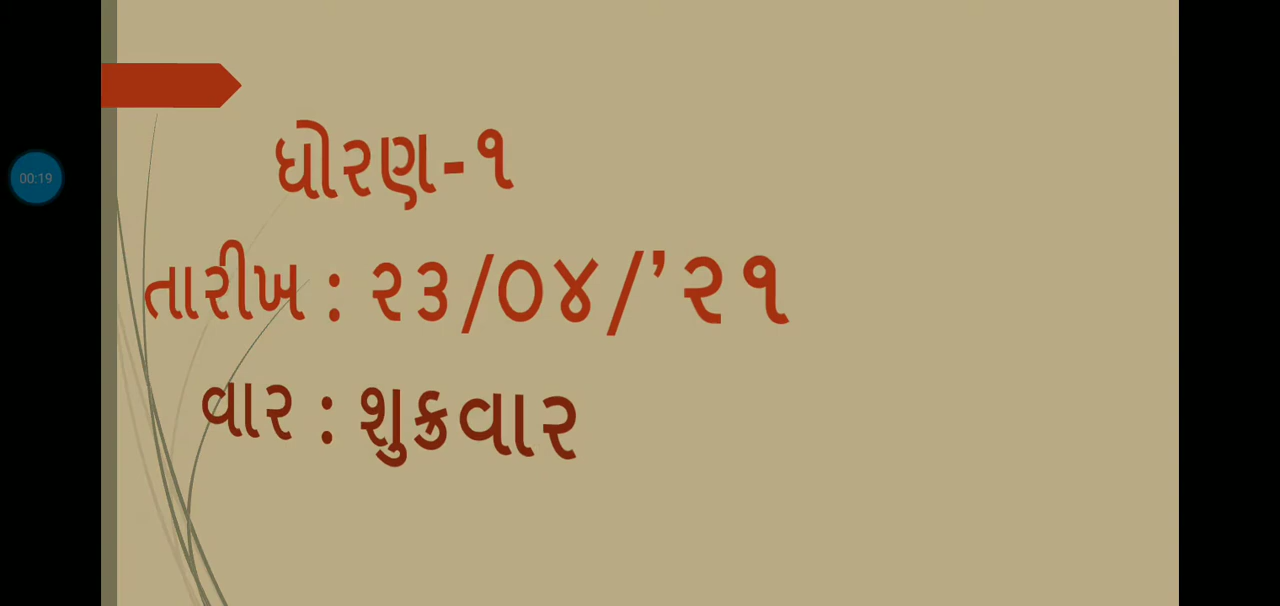 00:19
ધોરણ-૧
તારીખ : ૨૩/૦૪/’૨૧
વાર : શુક્રવાર